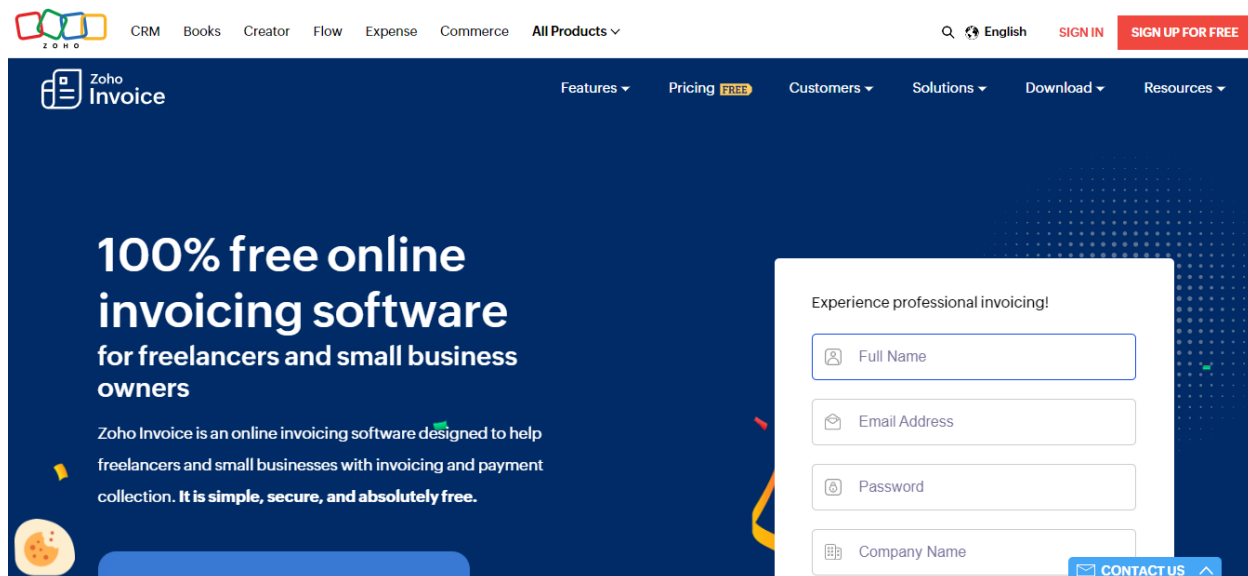 ZOHO
CRM Books Creator Flow Expense Commerce All Products English SIGN IN SIGN UP FOR FREE
Zoho
Invoice
Features Pricing FREE Customers Solutions Download Resources
100% free online
invoicing software
for freelancers and small business
owners
Zoho Invoice is an online invoicing software designed to help
freelancers and small businesses with invoicing and payment
collection. It is simple, secure, and absolutely free.
Experience professional invoicing!
Full Name
Email Address
Password
Company Name
CONTACT US